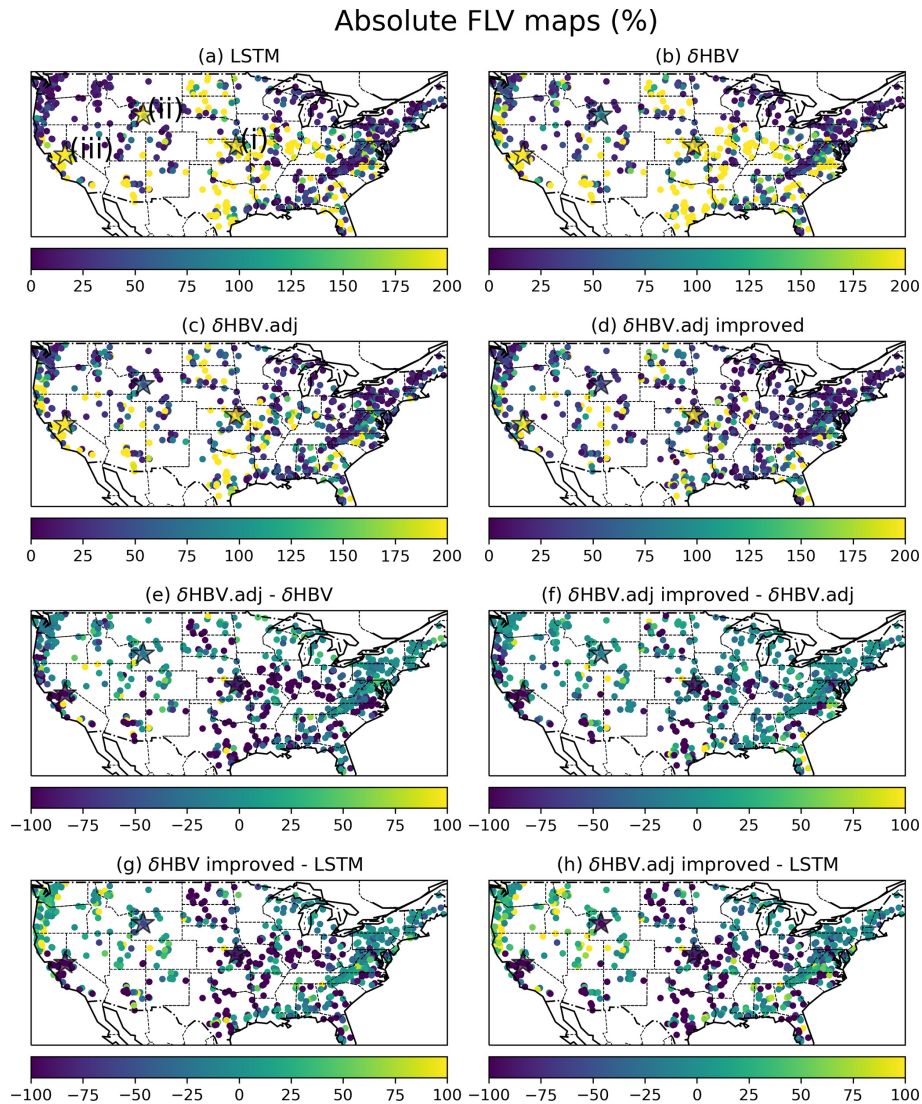 Absolute FLV maps (%)
(a) LSTM
(b) δHBV
(ii)
(i)
(iii)
0 25 50 75 100 125 150 175 200
0 25 50 75 100 125 150 175 200
(c) δHBV.adj
(d) δHBV.adj improved
0 25 50 75 100 125 150 175 200
0 25 50 75 100 125 150 175 200
(e) δHBV.adj - δHBV
(f) δHBV.adj improved - δHBV.adj
−100 −75 −50 −25 0 25 50 75 100
−100 −75 −50 −25 0 25 50 75 100
(g) δHBV improved - LSTM
(h) δHBV.adj improved - LSTM
−100 −75 −50 −25 0 25 50 75 100
−100 −75 −50 −25 0 25 50 75 100